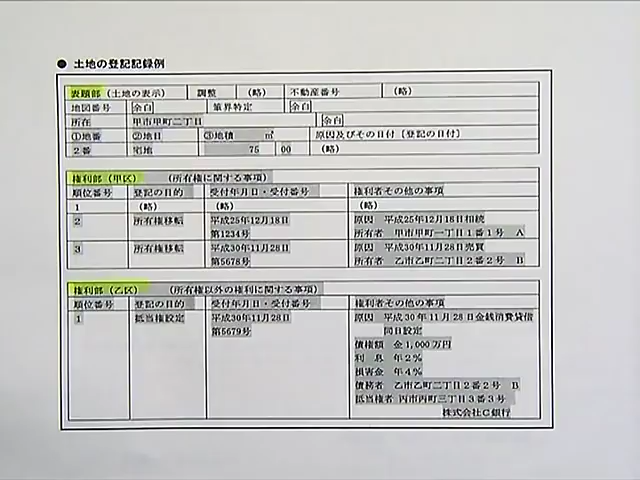 ● 土地の登記記録例
表題部 (土地の表示) 調整 (略) 不動産番号 (略)
地図番号 余白 筆界特定 余白
所在 甲市甲町二丁目 余白
①地番 ②地目 ③地積 ㎡ 原因及びその日付〔登記の日付〕
2番 宅地 75 00 (略)
権利部(甲区) (所有権に関する事項)
順位番号 登記の目的 受付年月日・受付番号 権利者その他の事項
1 (略) (略) (略)
2 所有権移転 平成25年12月18日 原因 平成25年12月18日相続
第1234号 所有者 甲市甲町一丁目1番1号 A
3 所有権移転 平成30年11月28日 原因 平成30年11月28日売買
第5678号 所有者 乙市乙町二丁目2番2号 B
権利部(乙区) (所有権以外の権利に関する事項)
順位番号 登記の目的 受付年月日・受付番号 権利者その他の事項
1 抵当権設定 平成30年11月28日 原因 平成30年11月28日金銭消費貸借
第5679号 同日設定
債権額 金1,000万円
利息 年2%
損害金 年4%
債務者 乙市乙町二丁目2番2号 B
抵当権者 丙市丙町三丁目3番3号
株式会社C銀行